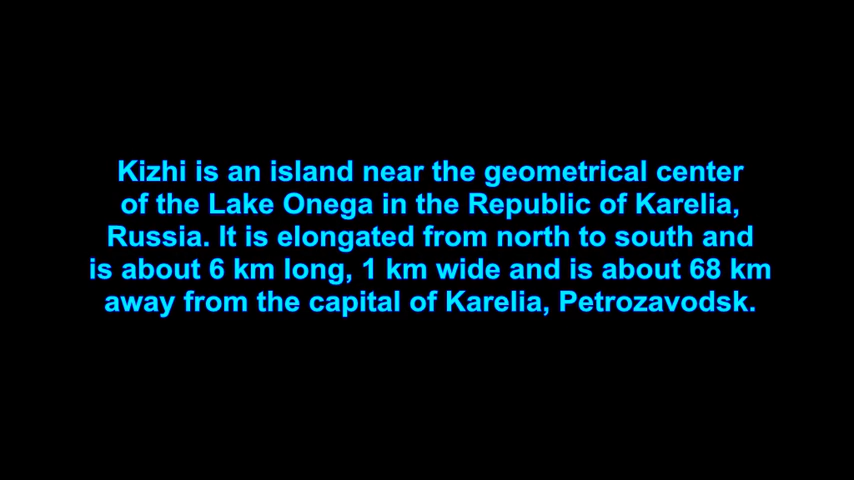 Kizhi is an island near the geometrical center
of the Lake Onega in the Republic of Karelia,
Russia. It is elongated from north to south and
is about 6 km long, 1 km wide and is about 68 km
away from the capital of Karelia, Petrozavodsk.